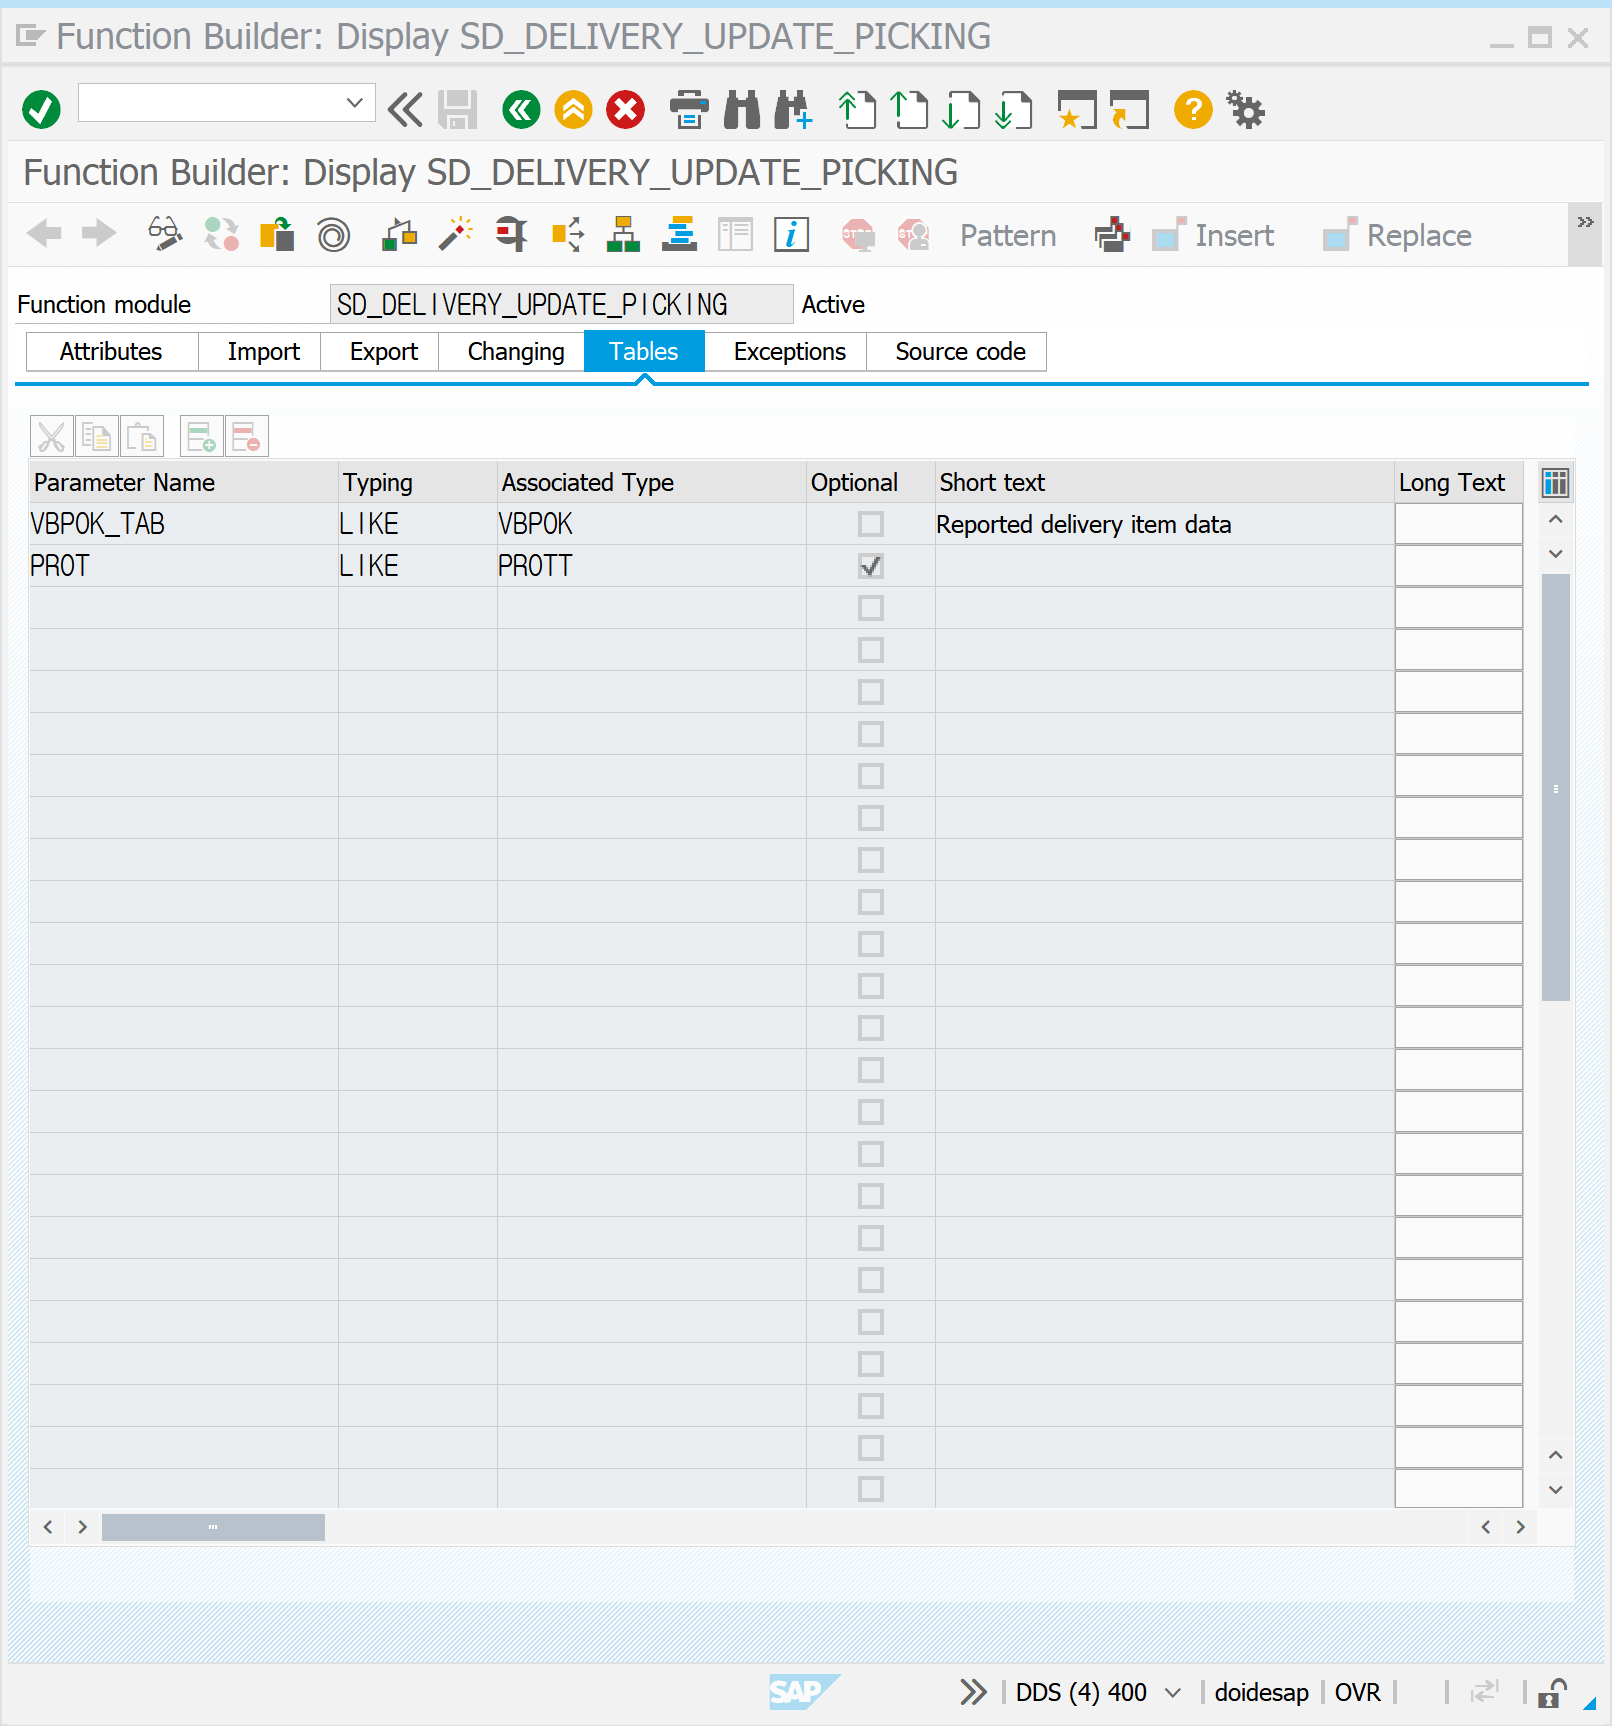 Function Builder: Display SD_DELIVERY_UPDATE_PICKING
Function Builder: Display SD_DELIVERY_UPDATE_PICKING
Pattern Insert Replace
Function module SD_DELIVERY_UPDATE_PICKING Active
Attributes Import Export Changing Tables Exceptions Source code
Parameter Name Typing Associated Type Optional Short text Long Text
VBPOK_TAB LIKE VBPOK Reported delivery item data
PROT LIKE PROTT
SAP DDS (4) 400 doidesap OVR